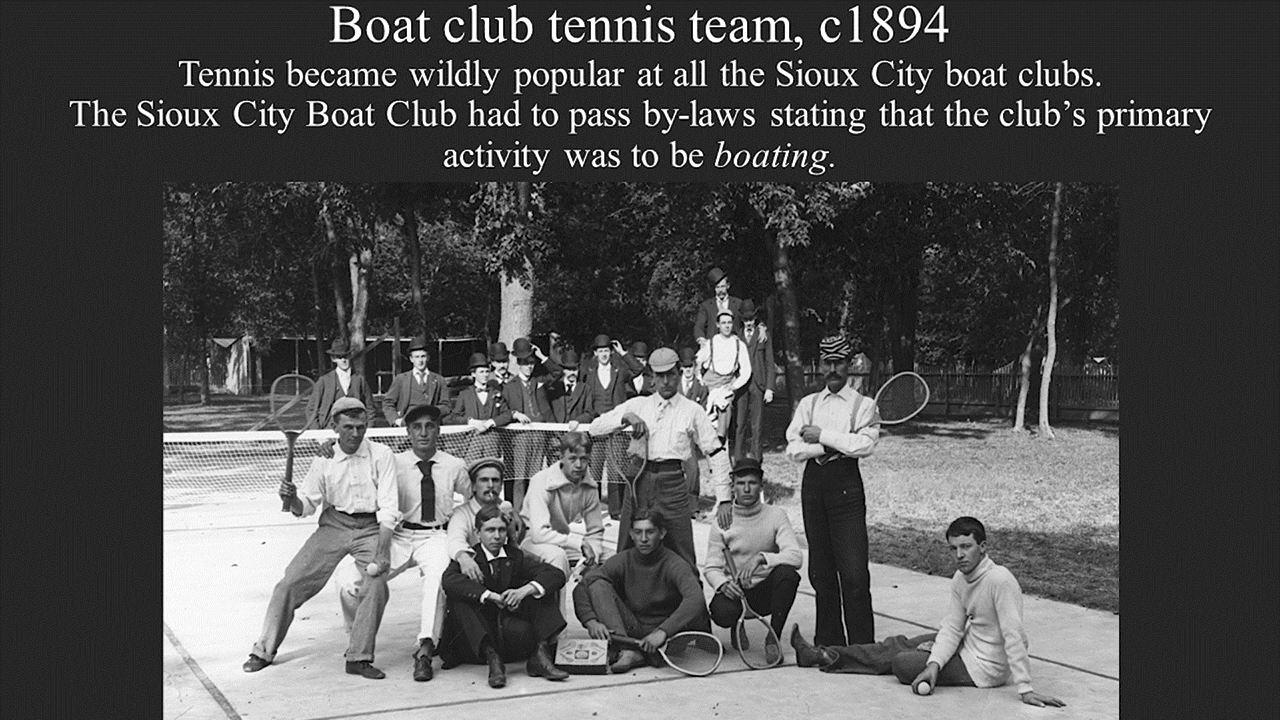 Boat club tennis team, c1894
Tennis became wildly popular at all the Sioux City boat clubs.
The Sioux City Boat Club had to pass by-laws stating that the club’s primary
activity was to be boating.